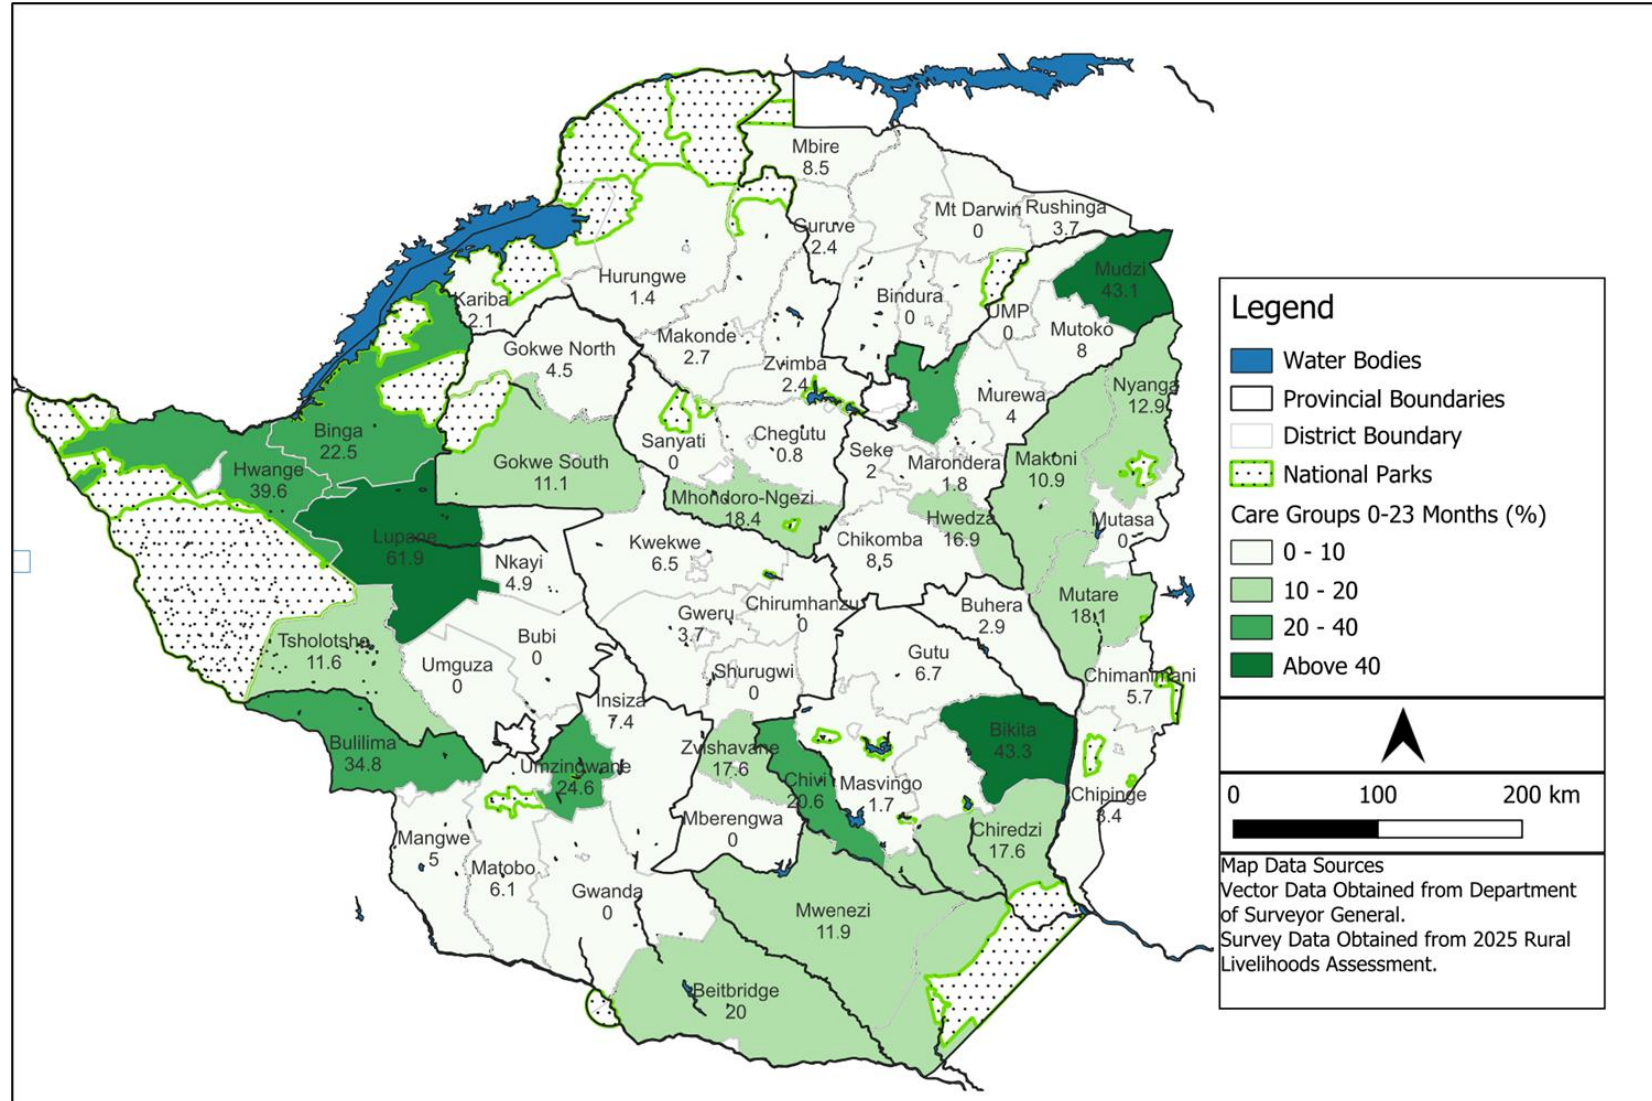 Mbire
8.5
Mt Darwin
0
Rushinga
3.7
Guruve
2.4
Mudzi
43.1
Hurungwe
1.4
Kariba
2.1
Bindura
0
UMP
0
Mutoko
8
Makonde
2.7
Gokwe North
4.5
Zvimba
2.4
Nyanga
12.9
Murewa
4
Binga
22.5
Hwange
39.6
Sanyati
0
Chegutu
0.8
Seke
2
Marondera
1.8
Makoni
10.9
Gokwe South
11.1
Mhondoro-Ngezi
18.4
Hwedza
16.9
Mutasa
0
Lupane
61.9
Nkayi
4.9
Kwekwe
6.5
Chikomba
8,5
Mutare
18.1
Gweru
3.7
Chirumhanzu
0
Buhera
2.9
Tsholotsho
11.6
Bubi
0
Umguza
0
Shurugwi
0
Gutu
6.7
Chimanimani
5.7
Insiza
7.4
Bulilima
34.8
Umzingwane
24.6
Zvishavane
17.6
Chivi
20.6
Masvingo
1.7
Bikita
43.3
Chipinge
3.4
Mberengwa
0
Chiredzi
17.6
Mangwe
5
Matobo
6.1
Gwanda
0
Mwenezi
11.9
Beitbridge
20
Legend
Water Bodies
Provincial Boundaries
District Boundary
National Parks
Care Groups 0-23 Months (%)
0 - 10
10 - 20
20 - 40
Above 40
0 100 200 km
Map Data Sources
Vector Data Obtained from Department
of Surveyor General.
Survey Data Obtained from 2025 Rural
Livelihoods Assessment.